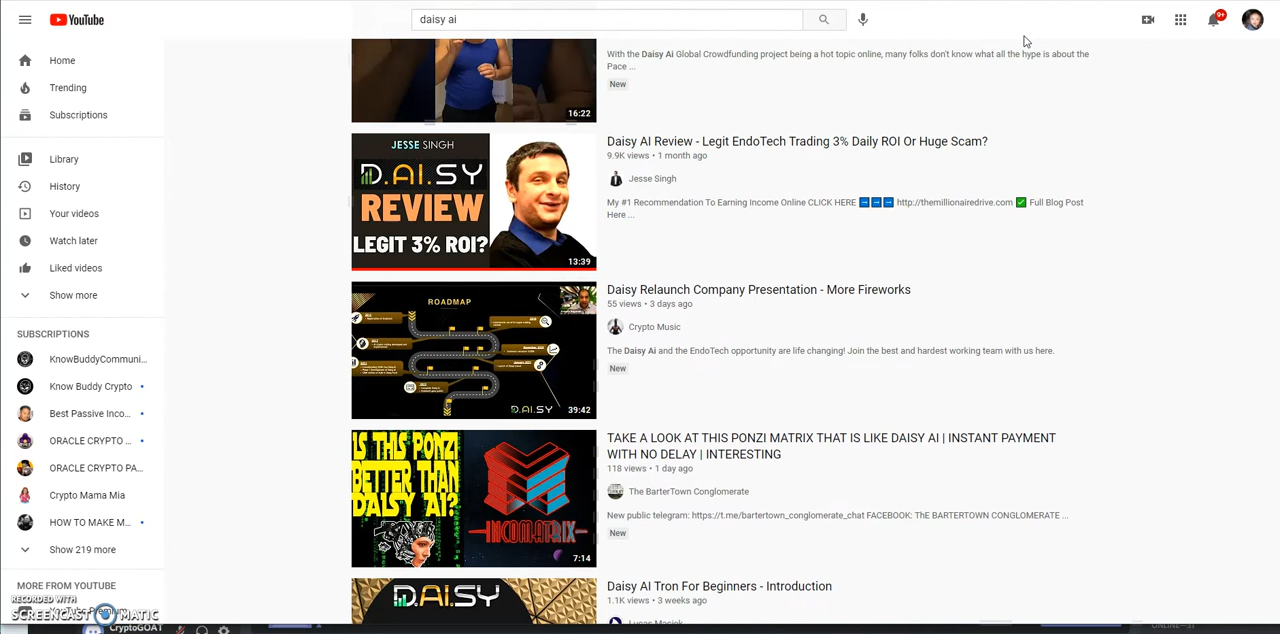 YouTube
daisy ai
9+
Home
Trending
Subscriptions
Library
History
Your videos
Watch later
Liked videos
Show more
SUBSCRIPTIONS
KnowBuddyCommuni...
Know Buddy Crypto
Best Passive Inco...
ORACLE CRYPTO ...
ORACLE CRYPTO PA...
Crypto Mama Mia
HOW TO MAKE M...
Show 219 more
MORE FROM YOUTUBE
YouTube Premium
RECORDED WITH
SCREENCAST MATIC
CryptoGOAT
16:22
With the Daisy Ai Global Crowdfunding project being a hot topic online, many folks don't know what all the hype is about the
Pace ...
New
JESSE SINGH
D.AI.SY
REVIEW
LEGIT 3% ROI?
13:39
Daisy AI Review - Legit EndoTech Trading 3% Daily ROI Or Huge Scam?
9.9K views • 1 month ago
Jesse Singh
My #1 Recommendation To Earning Income Online CLICK HERE ➡➡➡ http://themillionairedrive.com ✅ Full Blog Post
Here ...
ROADMAP
D.AI.SY
39:42
Daisy Relaunch Company Presentation - More Fireworks
55 views • 3 days ago
Crypto Music
The Daisy Ai and the EndoTech opportunity are life changing! Join the best and hardest working team with us here.
New
IS THIS PONZI
BETTER THAN
DAISY AI?
INCOMATRIX
7:14
TAKE A LOOK AT THIS PONZI MATRIX THAT IS LIKE DAISY AI | INSTANT PAYMENT
WITH NO DELAY | INTERESTING
118 views • 1 day ago
The BarterTown Conglomerate
New public telegram: https://t.me/bartertown_conglomerate_chat FACEBOOK: ThE BARTERTOWN CONGLOMERATE ...
New
D.AI.SY
Daisy AI Tron For Beginners - Introduction
1.1K views • 3 weeks ago